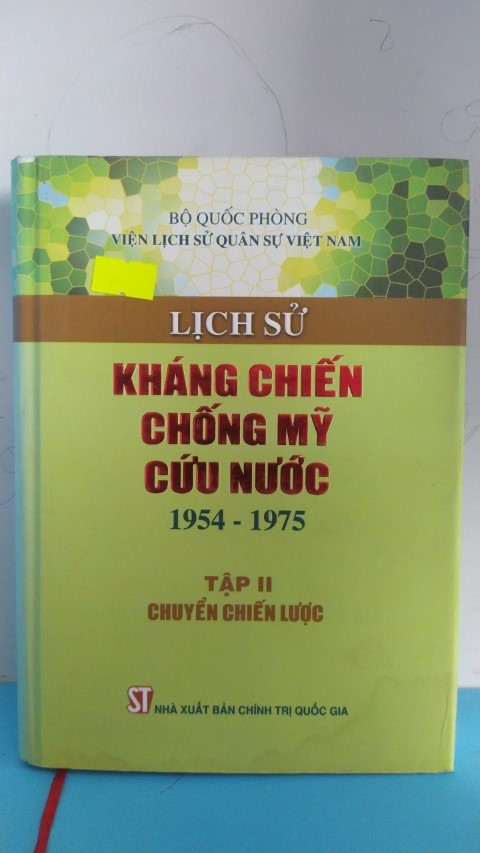 BỘ QUỐC PHÒNG
VIỆN LỊCH SỬ QUÂN SỰ VIỆT NAM
LỊCH SỬ
KHÁNG CHIẾN
CHỐNG MỸ
CỨU NƯỚC
1954 - 1975
TẬP II
CHUYỂN CHIẾN LƯỢC
ST NHÀ XUẤT BẢN CHÍNH TRỊ QUỐC GIA